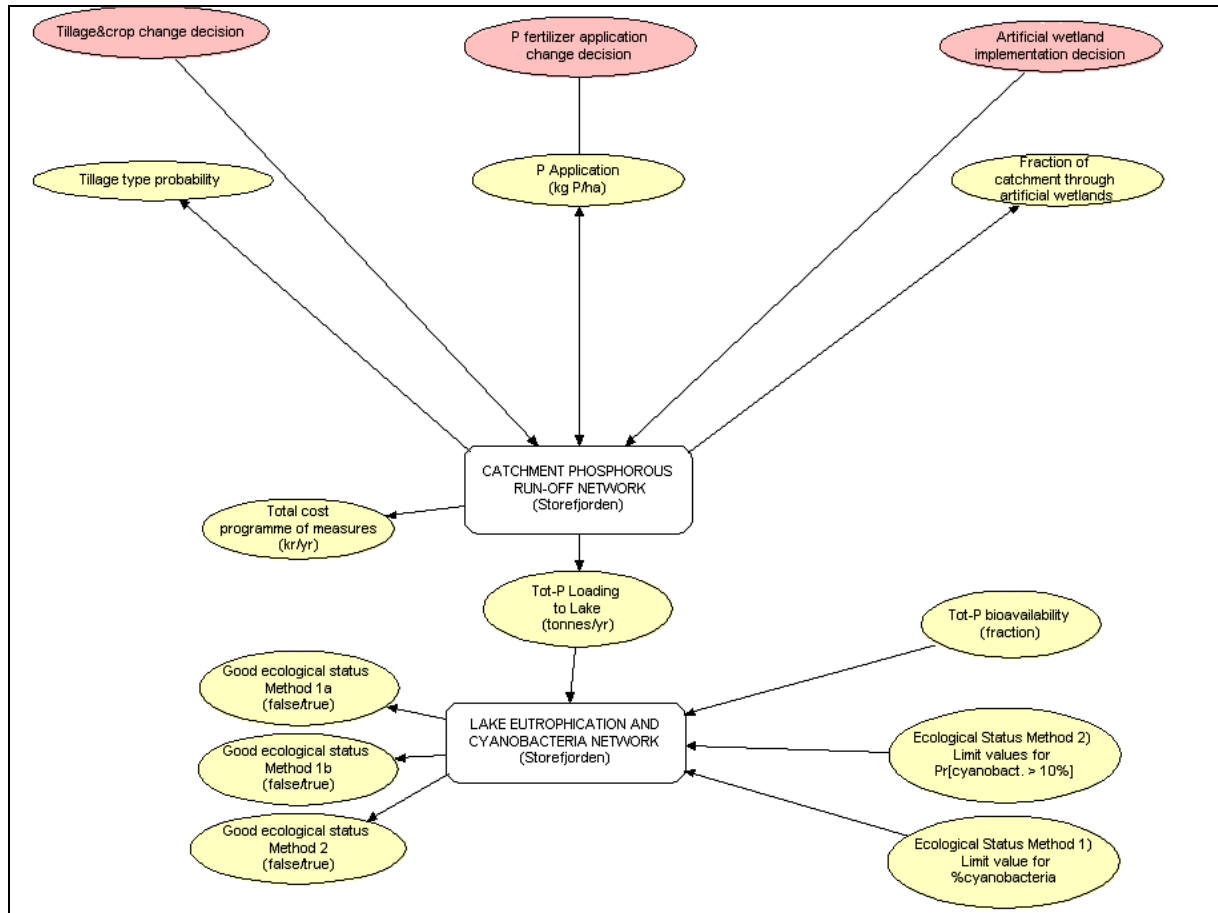 Tillage&crop change decision
P fertilizer application
change decision
Artificial wetland
implementation decision
Tillage type probability
P Application
(kg P/ha)
Fraction of
catchment through
artificial wetlands
CATCHMENT PHOSPHOROUS
RUN-OFF NETWORK
(Storefjorden)
Total cost
programme of measures
(kr/yr)
Tot-P Loading
to Lake
(tonnes/yr)
Tot-P bioavailability
(fraction)
Good ecological status
Method 1a
(false/true)
LAKE EUTROPHICATION AND
CYANOBACTERIA NETWORK
(Storefjorden)
Good ecological status
Method 1b
(false/true)
Ecological Status Method 2)
Limit values for
Pr[cyanobact. > 10%]
Good ecological status
Method 2
(false/true)
Ecological Status Method 1)
Limit value for
%cyanobacteria